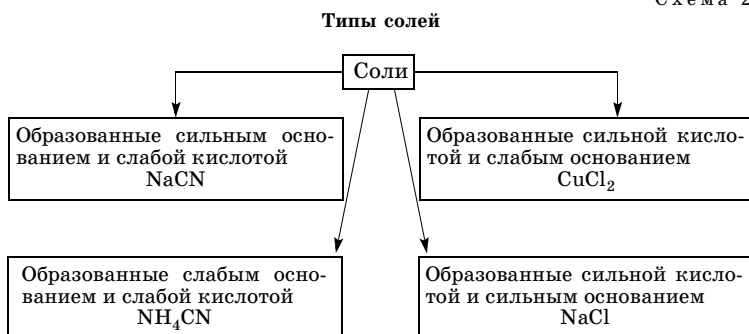 Схема 2
Типы солей
Соли
Образованные сильным осно-
ванием и слабой кислотой
NaCN
Образованные сильной кисло-
той и слабым основанием
CuCl₂
Образованные слабым осно-
ванием и слабой кислотой
NH₄CN
Образованные сильной кисло-
той и сильным основанием
NaCl